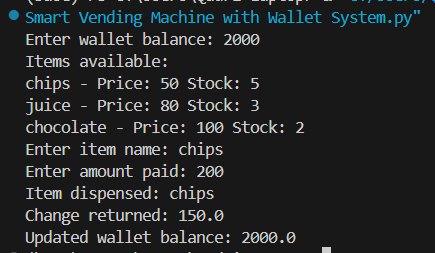 Smart Vending Machine with Wallet System.py"
Enter wallet balance: 2000
Items available:
chips - Price: 50 Stock: 5
juice - Price: 80 Stock: 3
chocolate - Price: 100 Stock: 2
Enter item name: chips
Enter amount paid: 200
Item dispensed: chips
Change returned: 150.0
Updated wallet balance: 2000.0